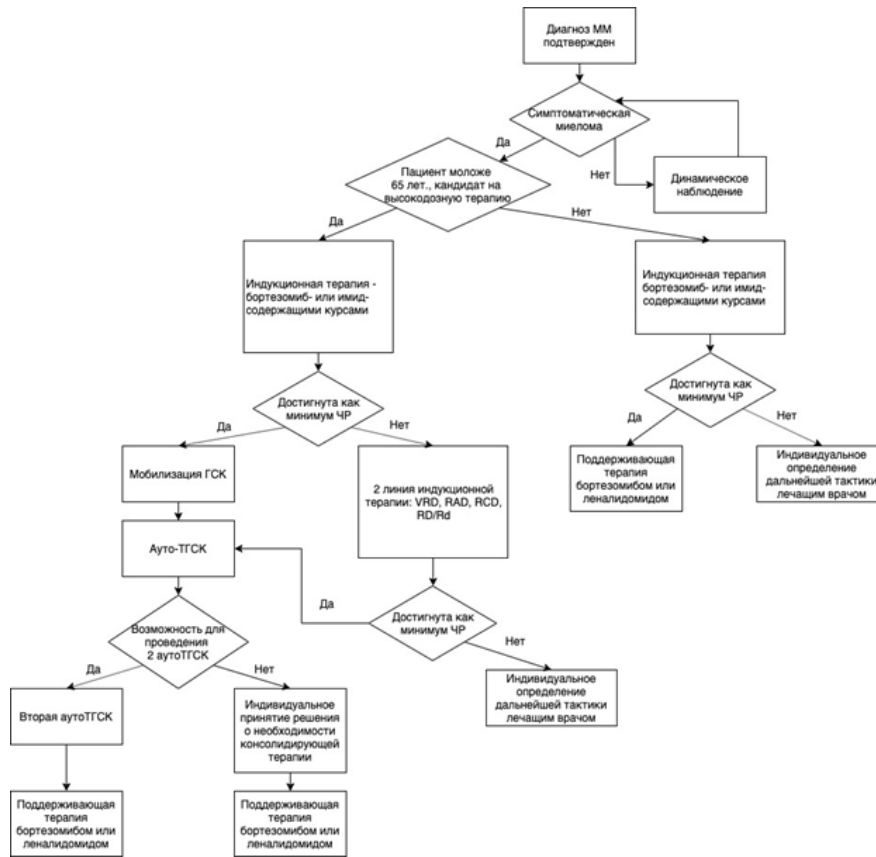 Диагноз ММ
подтвержден
Симптоматическая
миелома
Да
Нет
Динамическое
наблюдение
Пациент моложе
65 лет., кандидат на
высокодозную терапию
Да
Нет
Индукционная терапия -
бортезомиб- или имид-
содержащими курсами
Индукционная терапия
бортезомиб- или имид-
содержащими курсами
Достигнута как
минимум ЧР
Да
Нет
Достигнута как
минимум ЧР
Да
Нет
Мобилизация ГСК
2 линия индукционной
терапии: VRD, RAD, RCD,
RD/Rd
Поддерживающая
терапия
бортезомибом или
леналидомидом
Индивидуальное
определение
дальнейшей тактики
лечащим врачом
Ауто-ТГСК
Достигнута как
минимум ЧР
Да
Нет
Индивидуальное
определение
дальнейшей тактики
лечащим врачом
Возможность для
проведения
2 аутоТГСК
Да
Нет
Вторая аутоТГСК
Индивидуальное
принятие решения
о необходимости
консолидирующей
терапии
Поддерживающая
терапия
бортезомибом или
леналидомидом
Поддерживающая
терапия
бортезомибом или
леналидомидом